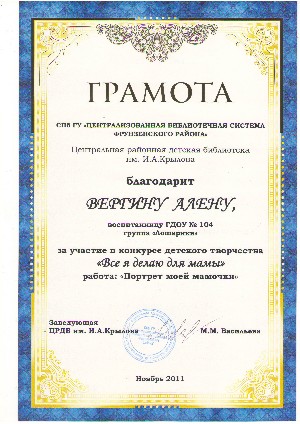 ГРАМОТА
СПБ ГУ «ЦЕНТРАЛИЗОВАННАЯ БИБЛИОТЕЧНАЯ СИСТЕМА
ФРУНЗЕНСКОГО РАЙОНА»
Центральная районная детская библиотека
им. И.А.Крылова
благодарит
ВЕРГИНУ АЛЕНУ,
воспитанницу ГДОУ № 104
группа «Лошарики»
за участие в конкурсе детского творчества
«Все я делаю для мамы»
работа: «Портрет моей мамочки»
Заведующая
ЦРДБ им. И.А.Крылова
М.М. Васильева
Ноябрь 2011